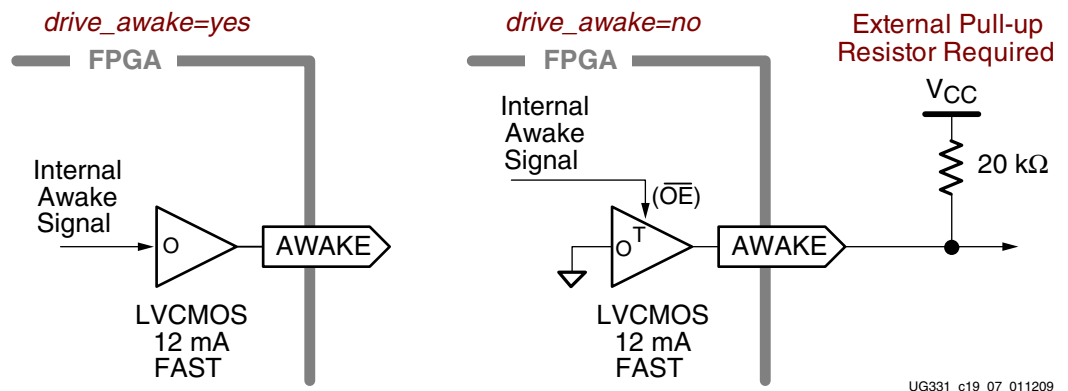 drive_awake=yes
FPGA
Internal
Awake
Signal
O
AWAKE
LVCMOS
12 mA
FAST
drive_awake=no
FPGA
Internal
Awake
Signal
(OE)
O T
AWAKE
LVCMOS
12 mA
FAST
External Pull-up
Resistor Required
VCC
20 kΩ
UG331_c19_07_011209